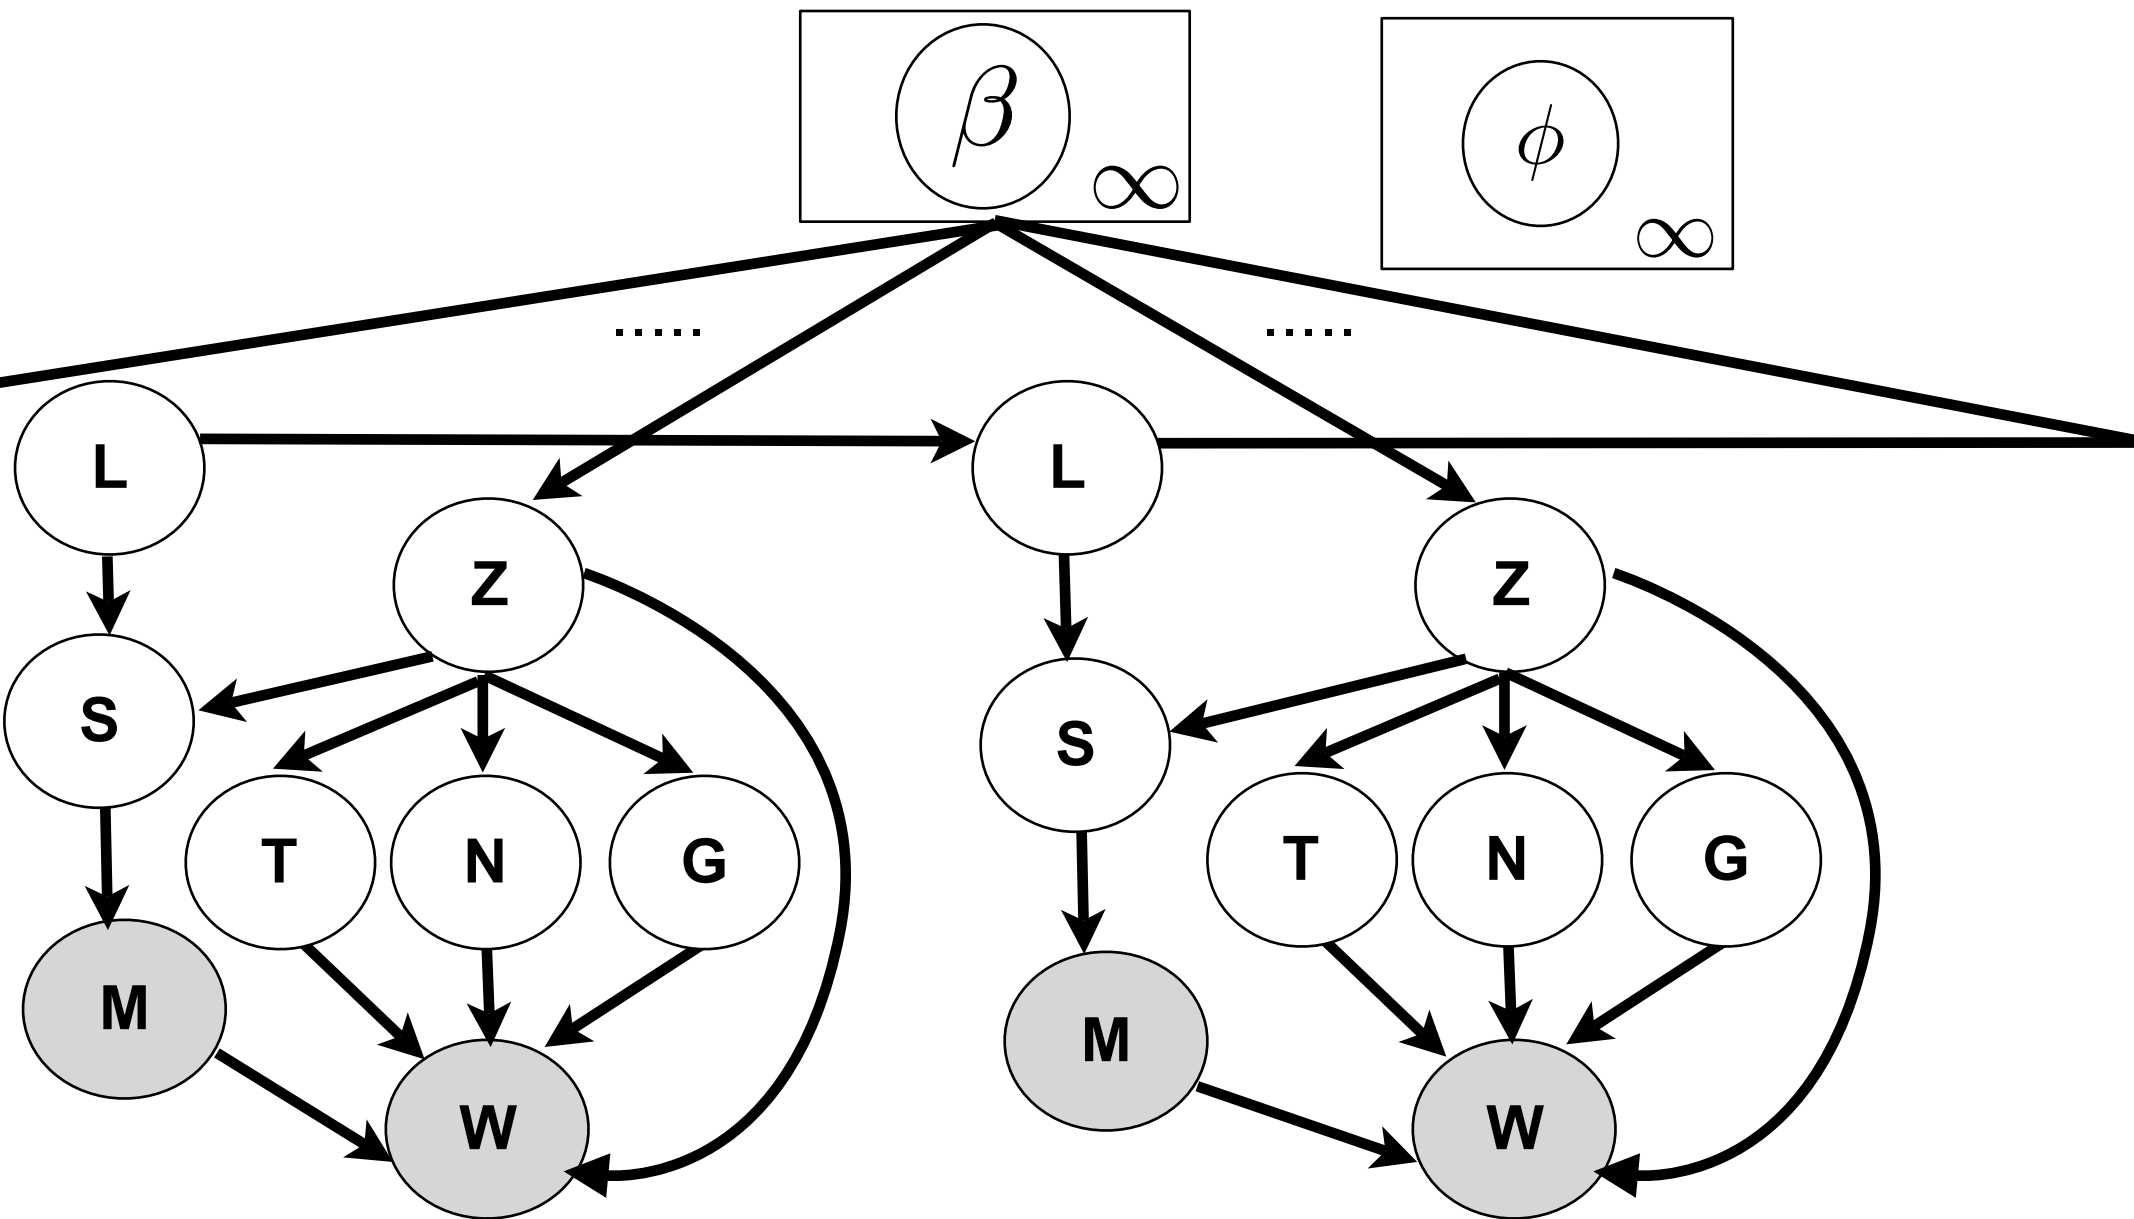 β ∞
ϕ ∞
..... .....
L L
Z Z
S S
T N G T N G
M M
W W